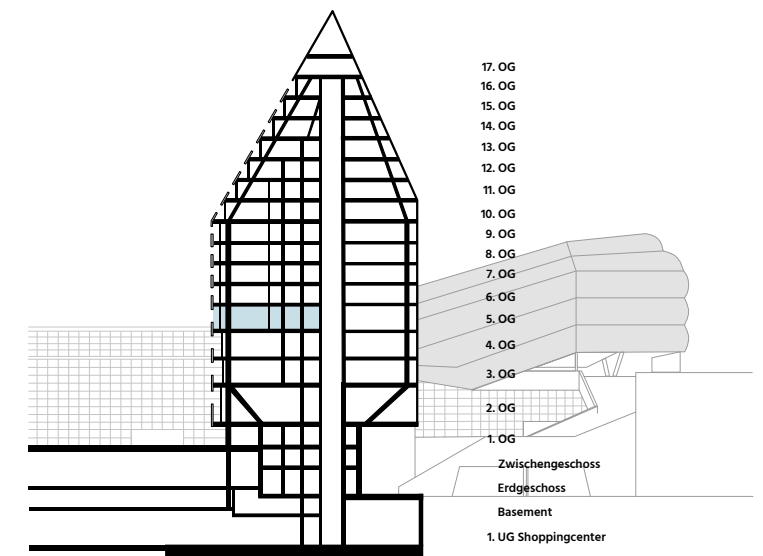 17. OG
16. OG
15. OG
14. OG
13. OG
12. OG
11. OG
10. OG
9. OG
8. OG
7. OG
6. OG
5. OG
4. OG
3. OG
2. OG
1. OG
Zwischengeschoss
Erdgeschoss
Basement
1. UG Shoppingcenter